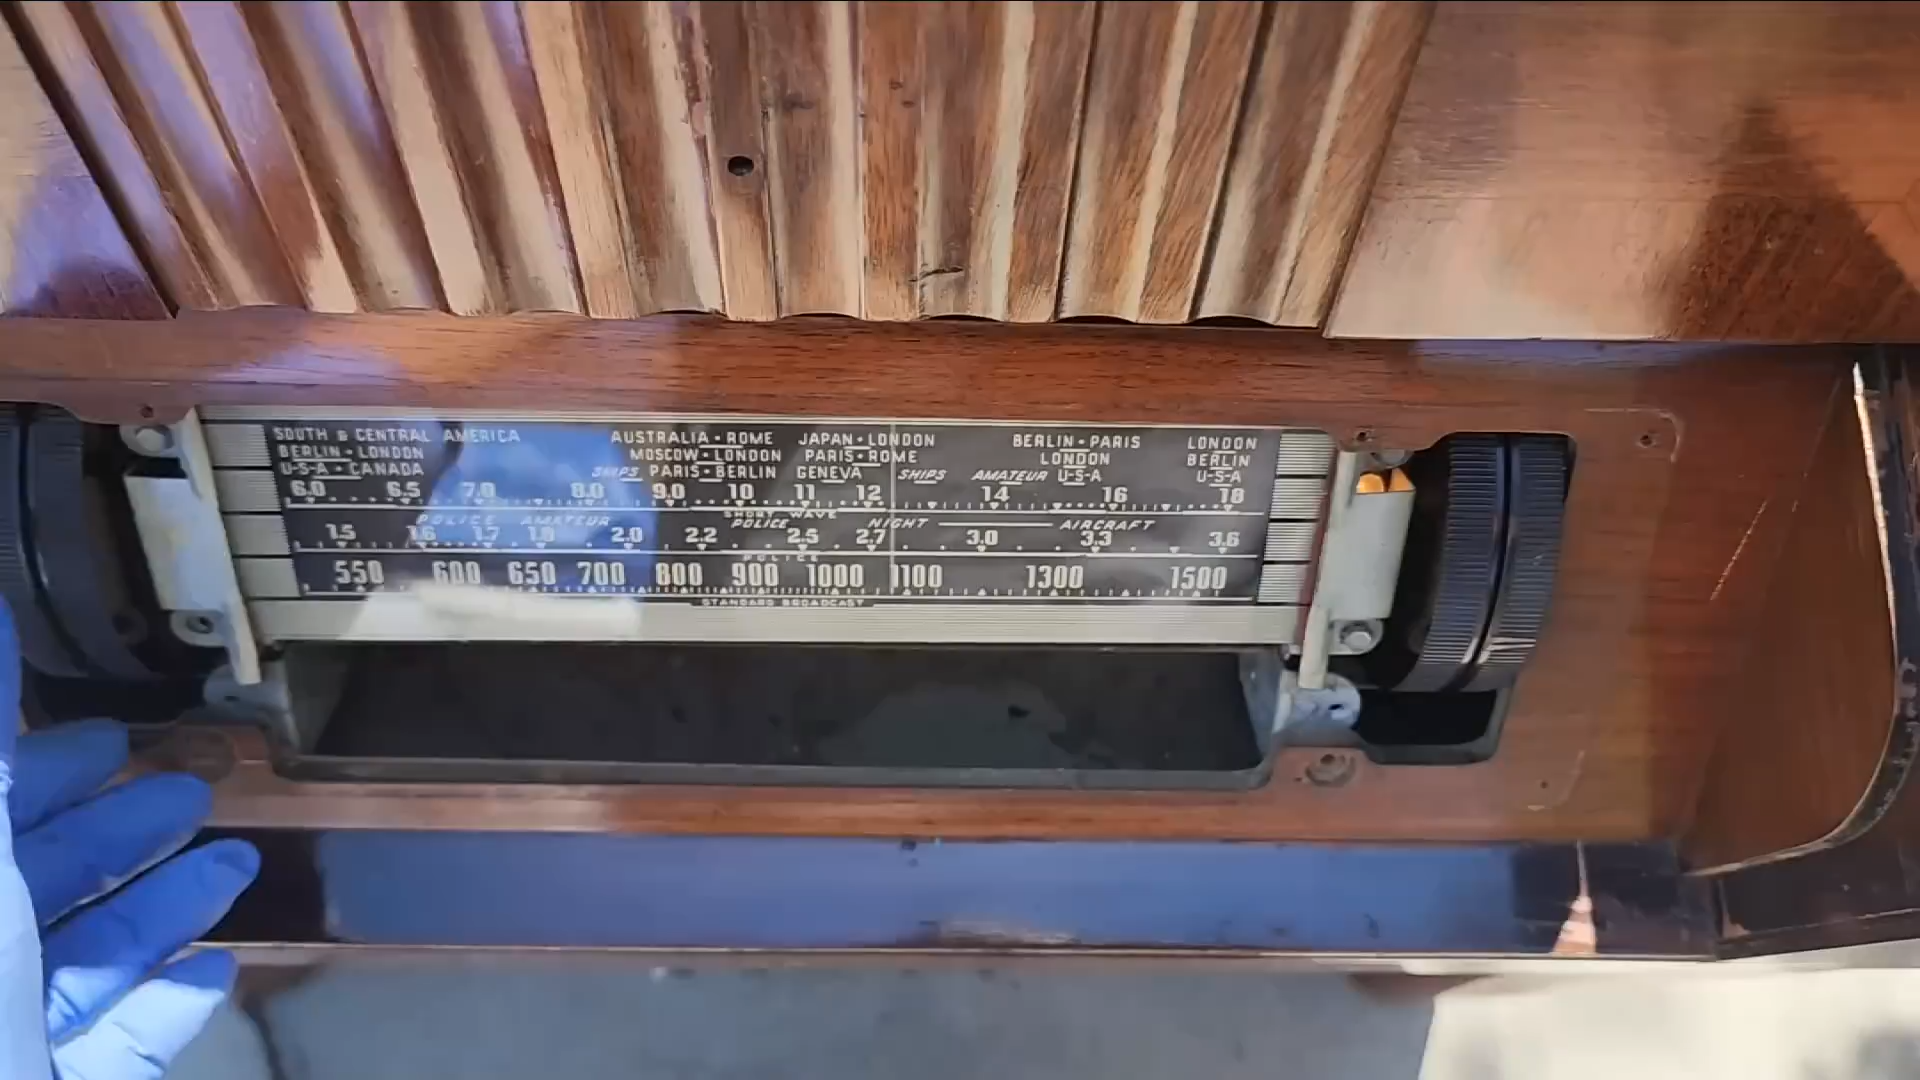 SOUTH & CENTRAL AMERICA AUSTRALIA • ROME JAPAN • LONDON BERLIN • PARIS LONDON
BERLIN • LONDON MOSCOW • LONDON PARIS • ROME LONDON BERLIN
U-S-A • CANADA SHIPS PARIS • BERLIN GENEVA SHIPS AMATEUR U-S-A U-S-A
6.0 6.5 7.0 8.0 9.0 10 11 12 14 16 18
SHORT WAVE
POLICE AMATEUR POLICE NIGHT AIRCRAFT
1.5 1.6 1.7 1.8 2.0 2.2 2.5 2.7 3.0 3.3 3.6
POLICE
550 600 650 700 800 900 1000 1100 1300 1500
STANDARD BROADCAST